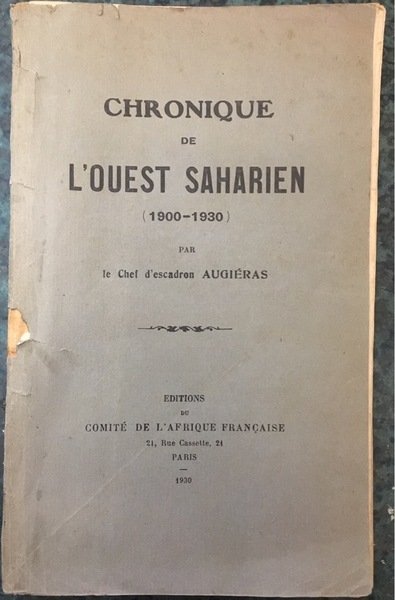 CHRONIQUE
DE
L'OUEST SAHARIEN
(1900-1930)
PAR
le Chef d'escadron AUGIÉRAS
EDITIONS
DU
COMITÉ DE L'AFRIQUE FRANÇAISE
21, Rue Cassette, 21
PARIS
—
1930